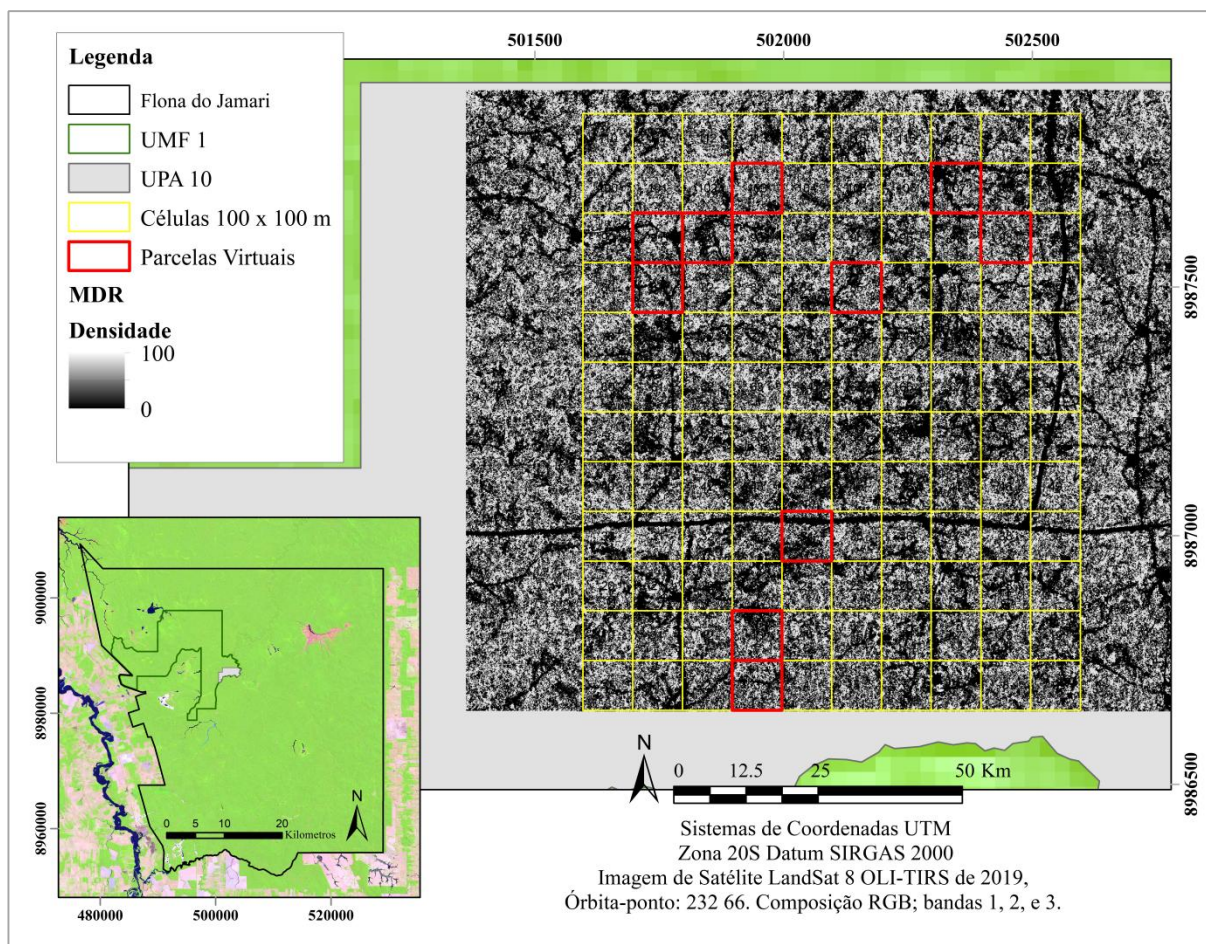 501500
502000
502500
Legenda
Flona do Jamari
UMF 1
UPA 10
Células 100 x 100 m
Parcelas Virtuais
MDR
Densidade
100
0
8987500
8987000
8986500
N
0 12.5 25 50 Km
Sistemas de Coordenadas UTM
Zona 20S Datum SIRGAS 2000
Imagem de Satélite LandSat 8 OLI-TIRS de 2019,
Órbita-ponto: 232 66. Composição RGB; bandas 1, 2, e 3.
9000000
8980000
8960000
N
0 5 10 20
Kilometros
480000
500000
520000